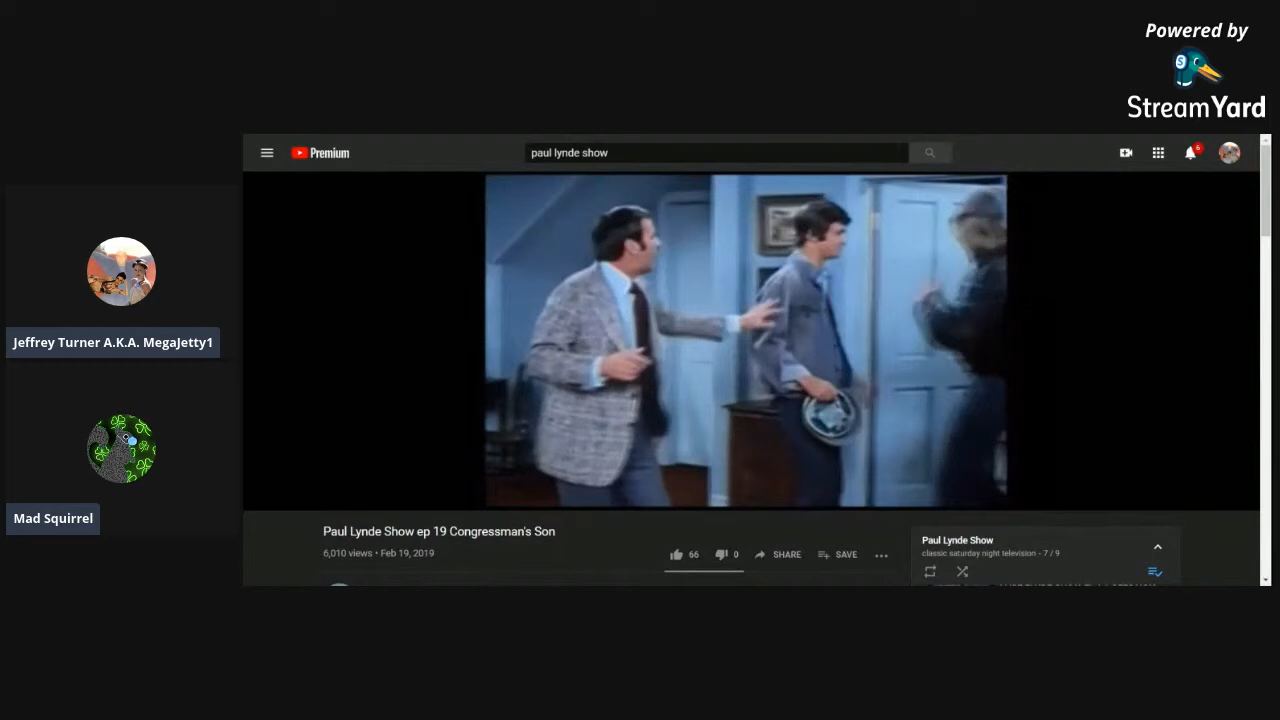 Powered by
StreamYard
Premium
paul lynde show
6
Jeffrey Turner A.K.A. MegaJetty1
Mad Squirrel
Paul Lynde Show ep 19 Congressman's Son
6,010 views • Feb 19, 2019
66
0
SHARE
SAVE
Paul Lynde Show
classic saturday night television - 7 / 9